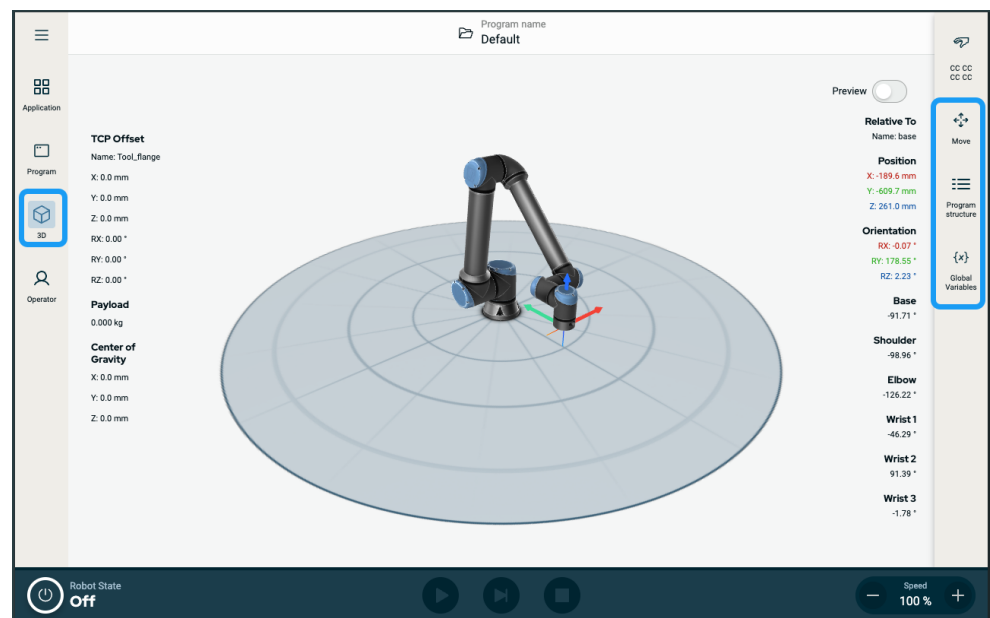 Program name
Default
Application
Program
3D
Operator
TCP Offset
Name: Tool_flange
X: 0.0 mm
Y: 0.0 mm
Z: 0.0 mm
RX: 0.00 °
RY: 0.00 °
RZ: 0.00 °
Payload
0.000 kg
Center of
Gravity
X: 0.0 mm
Y: 0.0 mm
Z: 0.0 mm
Preview
Relative To
Name: base
Position
X: -189.6 mm
Y: -609.7 mm
Z: 261.0 mm
Orientation
RX: -0.07 °
RY: 178.55 °
RZ: 2.23 °
Base
-91.71 °
Shoulder
-98.96 °
Elbow
-126.22 °
Wrist 1
-46.29 °
Wrist 2
91.39 °
Wrist 3
-1.78 °
CC CC
CC CC
Move
Program
structure
{x}
Global
Variables
Robot State
Off
Speed
100 %